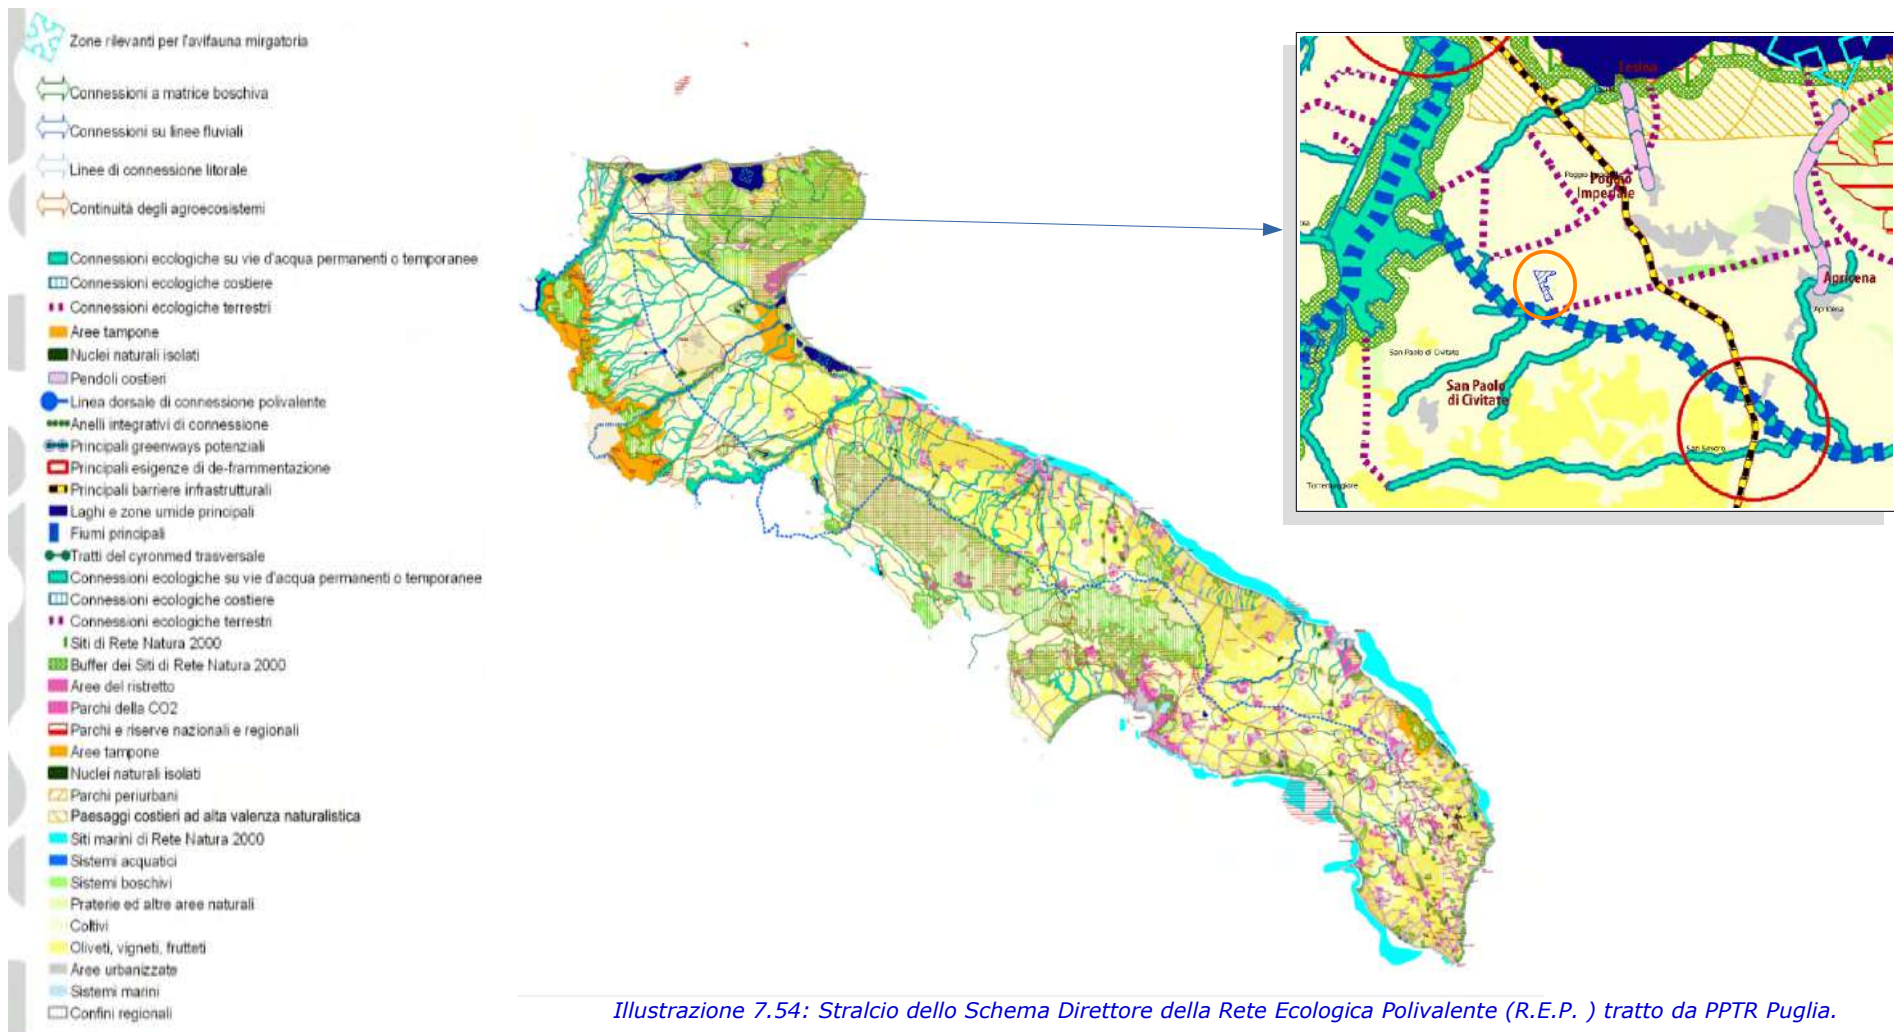 Zone rilevanti per l'avifauna mirgatoria
Connessioni a matrice boschiva
Connessioni su linee fluviali
Linee di connessione litorale
Continuità degli agroecosistemi
Connessioni ecologiche su vie d'acqua permanenti o temporanee
Connessioni ecologiche costiere
Connessioni ecologiche terrestri
Aree tampone
Nuclei naturali isolati
Pendoli costieri
Linea dorsale di connessione polivalente
Anelli integrativi di connessione
Principali greenways potenziali
Principali esigenze di de-frammentazione
Principali barriere infrastrutturali
Laghi e zone umide principali
Fiumi principali
Tratti del cyronmed trasversale
Connessioni ecologiche su vie d'acqua permanenti o temporanee
Connessioni ecologiche costiere
Connessioni ecologiche terrestri
Siti di Rete Natura 2000
Buffer dei Siti di Rete Natura 2000
Aree del ristretto
Parchi della CO2
Parchi e riserve nazionali e regionali
Aree tampone
Nuclei naturali isolati
Parchi periurbani
Paesaggi costieri ad alta valenza naturalistica
Siti marini di Rete Natura 2000
Sistemi acquatici
Sistemi boschivi
Praterie ed altre aree naturali
Coltivi
Oliveti, vigneti, frutteti
Aree urbanizzate
Sistemi marini
Confini regionali
Lesina
Poggio
Imperiale
Apricena
Apricena
San Paolo di Civitate
San Paolo
di Civitate
San Severo
Torremaggiore
Illustrazione 7.54: Stralcio dello Schema Direttore della Rete Ecologica Polivalente (R.E.P. ) tratto da PPTR Puglia.